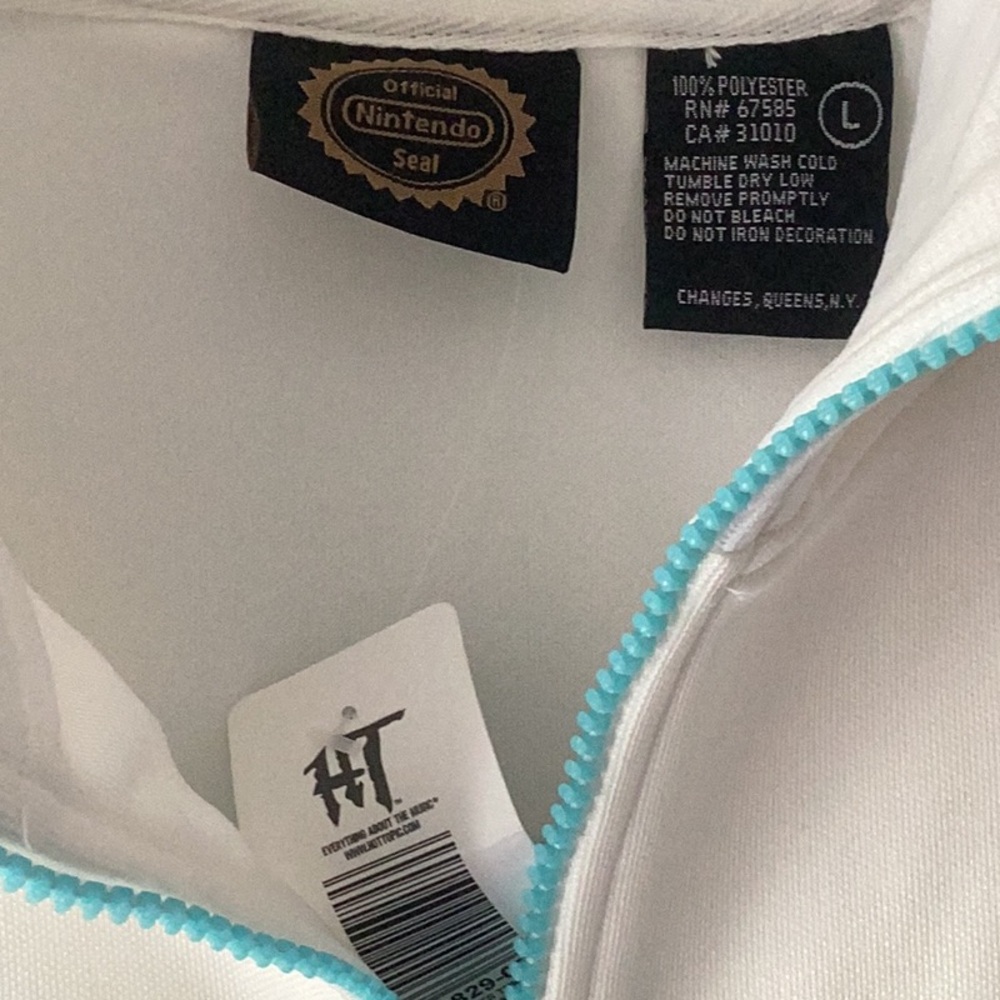 Official
Nintendo
Seal
®
100% POLYESTER
RN# 67585
CA# 31010
L
MACHINE WASH COLD
TUMBLE DRY LOW
REMOVE PROMPTLY
DO NOT BLEACH
DO NOT IRON DECORATION
CHANGES, QUEENS, N.Y.
HT™
EVERYTHING ABOUT THE MUSIC®
WWW.HOTTOPIC.COM